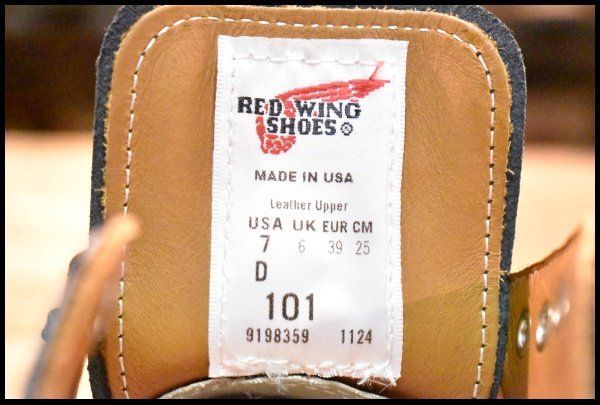 RED WING
SHOES®
MADE IN USA
Leather Upper
USA UK EUR CM
7 6 39 25
D
101
9198359 1124